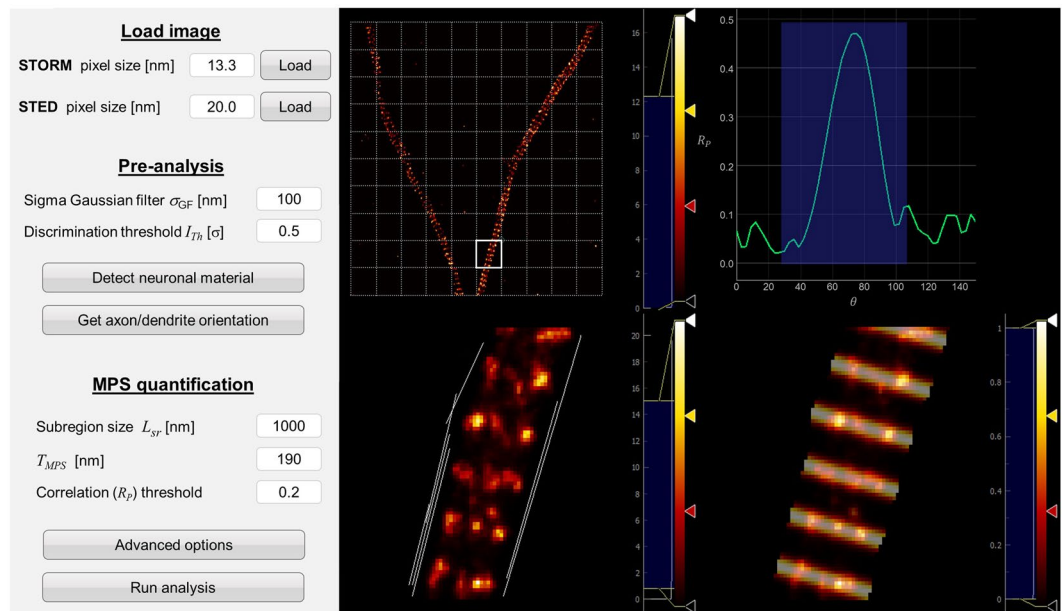 Load image
STORM pixel size [nm] 13.3 Load
STED pixel size [nm] 20.0 Load
Pre-analysis
Sigma Gaussian filter σGF [nm] 100
Discrimination threshold ITh [σ] 0.5
Detect neuronal material
Get axon/dendrite orientation
MPS quantification
Subregion size Lsr [nm] 1000
TMPS [nm] 190
Correlation (RP) threshold 0.2
Advanced options
Run analysis
16
14
12
10
8
6
4
2
0
0.5
0.4
0.3
0.2
0.1
0.0
RP
0 20 40 60 80 100 120 140
θ
20
18
16
14
12
10
8
6
4
2
0
1
0.8
0.6
0.4
0.2
0